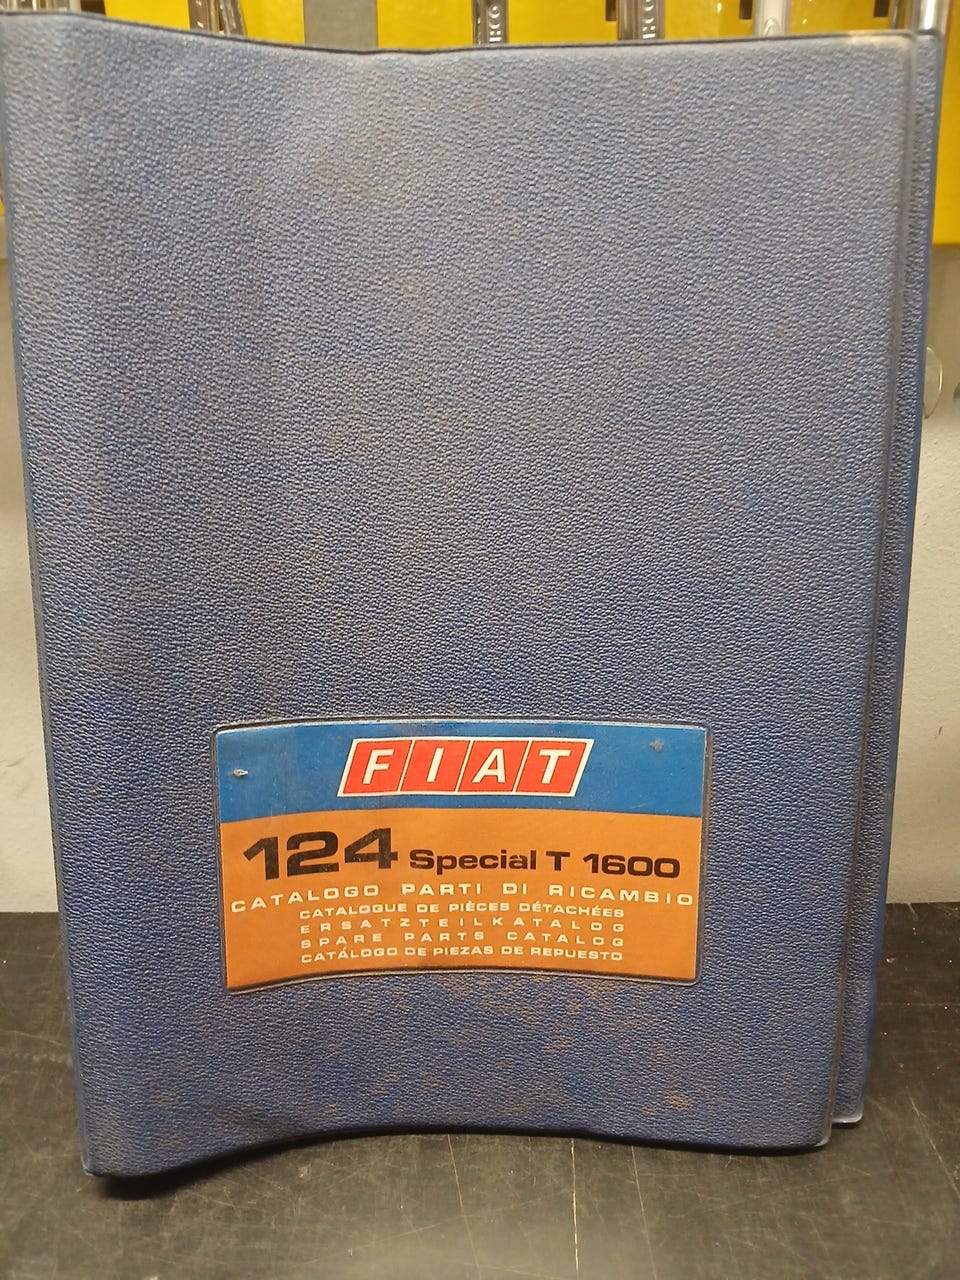 FIAT
124 Special T 1600
CATALOGO PARTI DI RICAMBIO
CATALOGUE DE PIÈCES DÉTACHÉES
ERSATZTEILKATALOG
SPARE PARTS CATALOG
CATÁLOGO DE PIEZAS DE REPUESTO